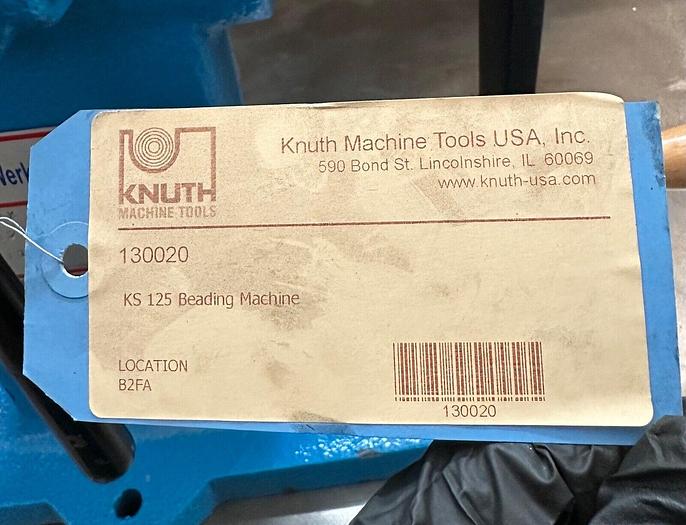 Werk
KNUTH
MACHINE TOOLS
Knuth Machine Tools USA, Inc.
590 Bond St. Lincolnshire, IL 60069
www.knuth-usa.com
130020
KS 125 Beading Machine
LOCATION
B2FA
130020